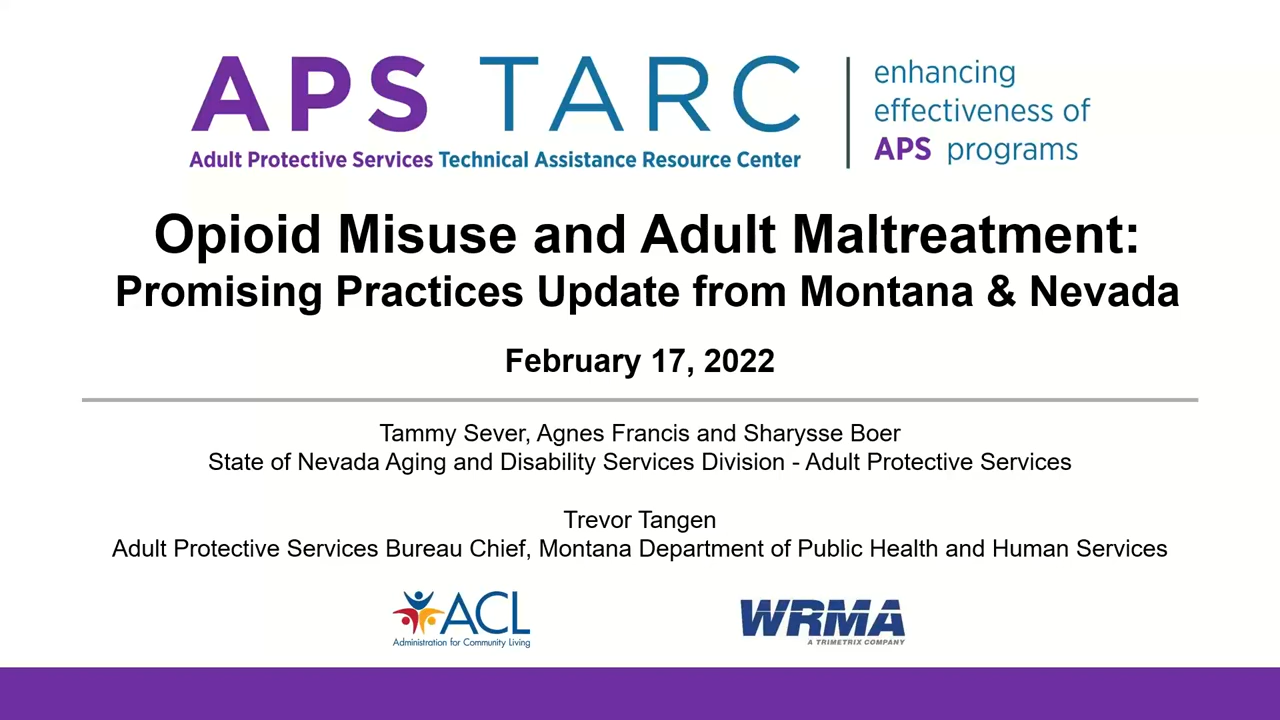 APS TARC
Adult Protective Services Technical Assistance Resource Center
enhancing
effectiveness of
APS programs
Opioid Misuse and Adult Maltreatment:
Promising Practices Update from Montana & Nevada
February 17, 2022
Tammy Sever, Agnes Francis and Sharysse Boer
State of Nevada Aging and Disability Services Division - Adult Protective Services
Trevor Tangen
Adult Protective Services Bureau Chief, Montana Department of Public Health and Human Services
ACL
Administration for Community Living
WRMA
A TRIMETRIX COMPANY